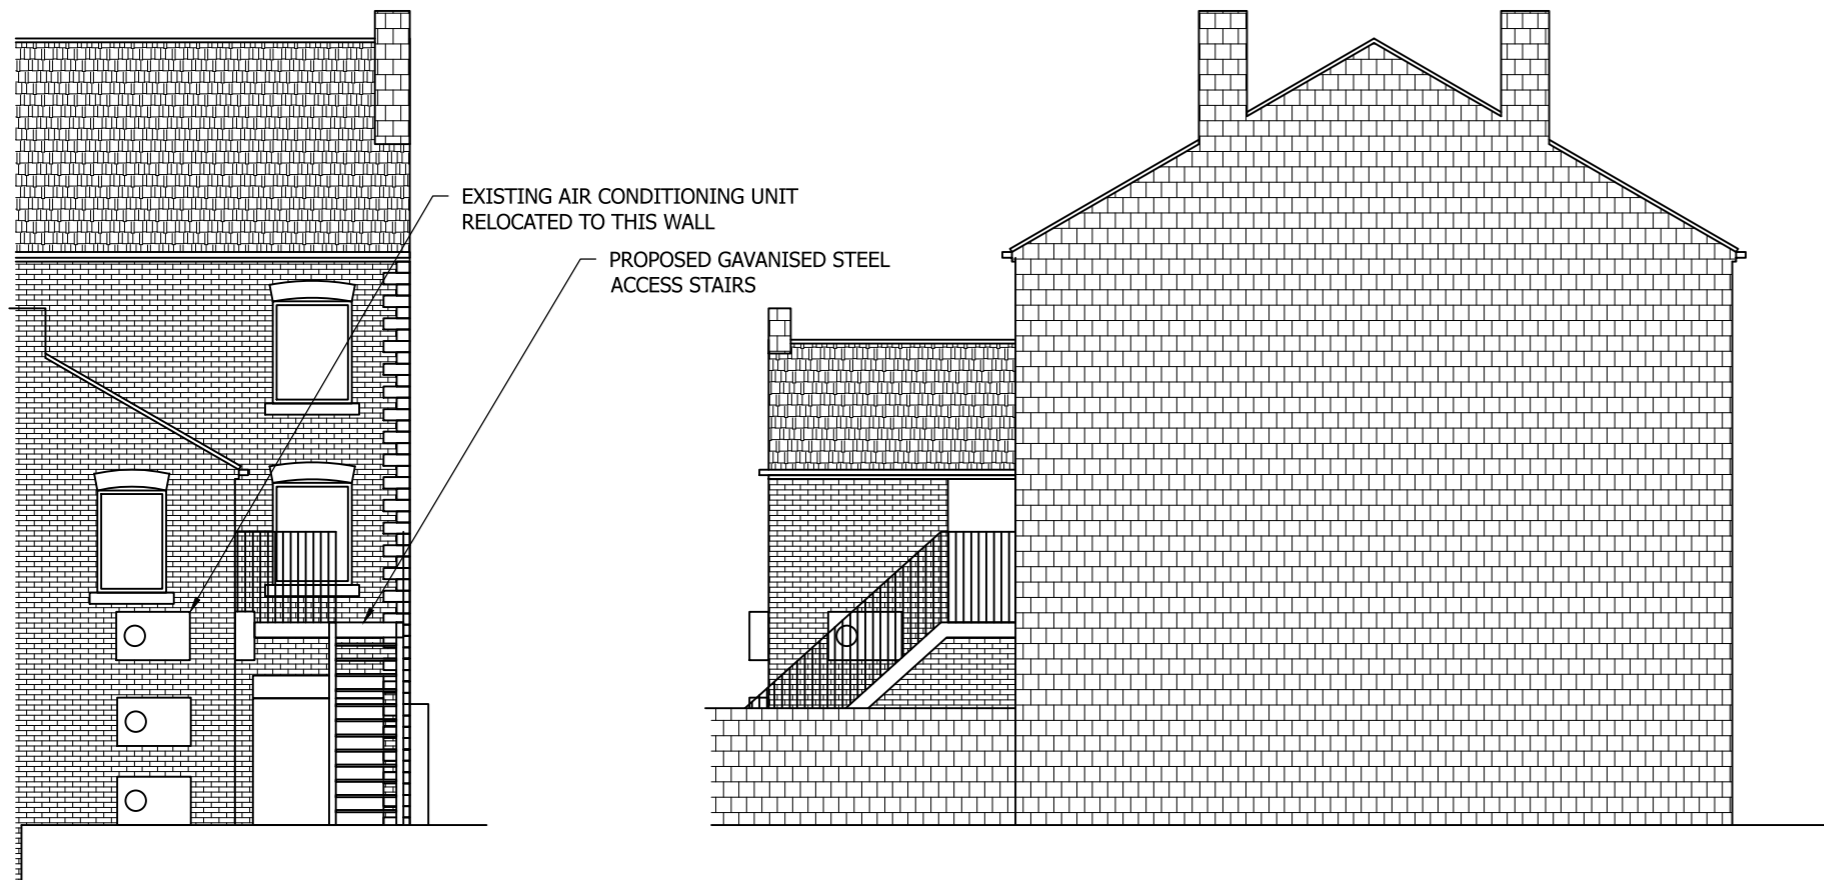 EXISTING AIR CONDITIONING UNIT
RELOCATED TO THIS WALL
PROPOSED GAVANISED STEEL
ACCESS STAIRS